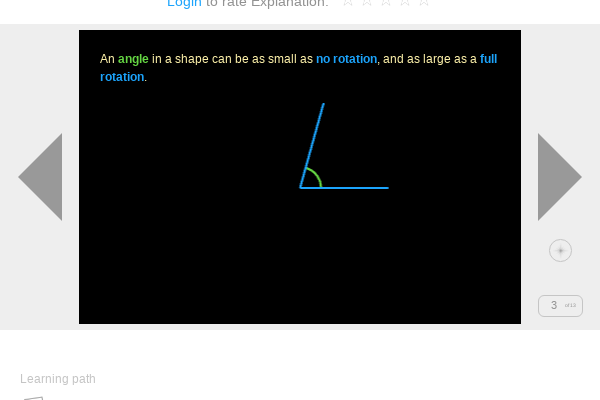 Login to rate Explanation:
An angle in a shape can be as small as no rotation, and as large as a full
rotation.
3 of 12
Learning path